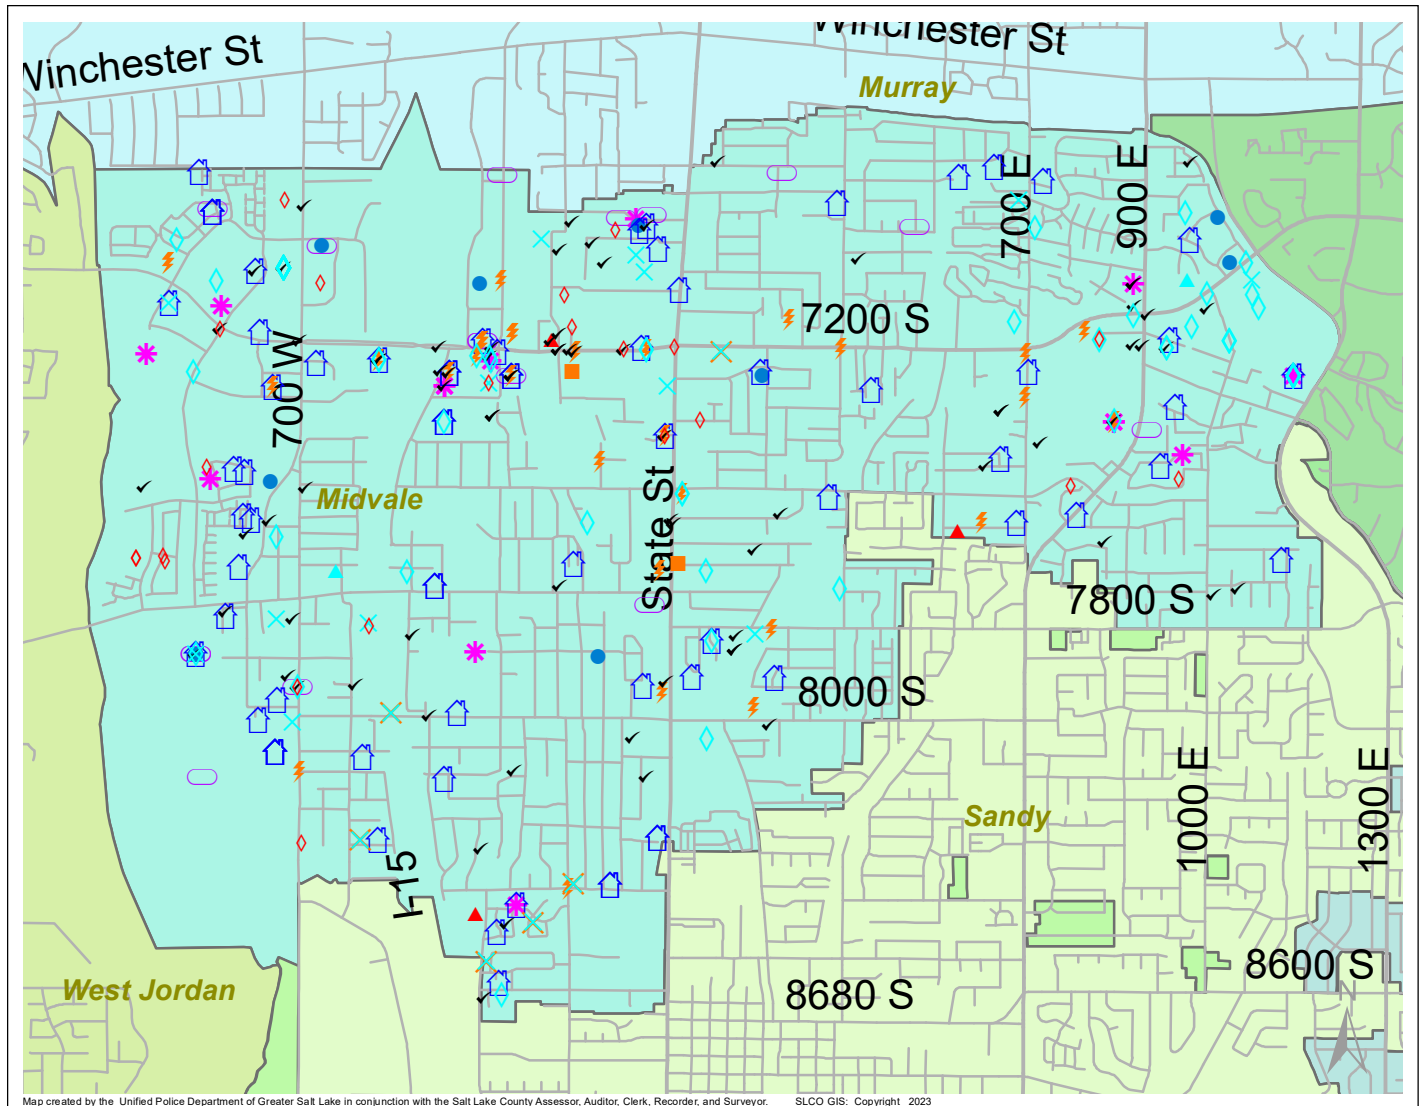 Winchester St
Winchester St
Murray
700 E
900 E
7200 S
700 W
Midvale
State St
7800 S
8000 S
Sandy
1000 E
1300 E
I-15
8600 S
West Jordan
8680 S
Map created by the Unified Police Department of Greater Salt Lake in conjunction with the Salt Lake County Assessor, Auditor, Clerk, Recorder, and Surveyor. SLCO GIS: Copyright 2023